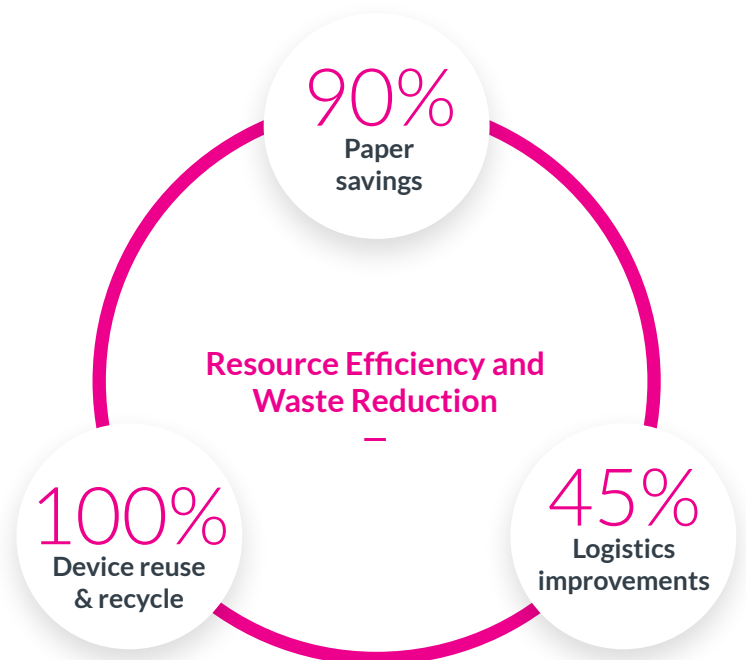 90%
Paper
savings
Resource Efficiency and
Waste Reduction
100%
Device reuse
& recycle
45%
Logistics
improvements